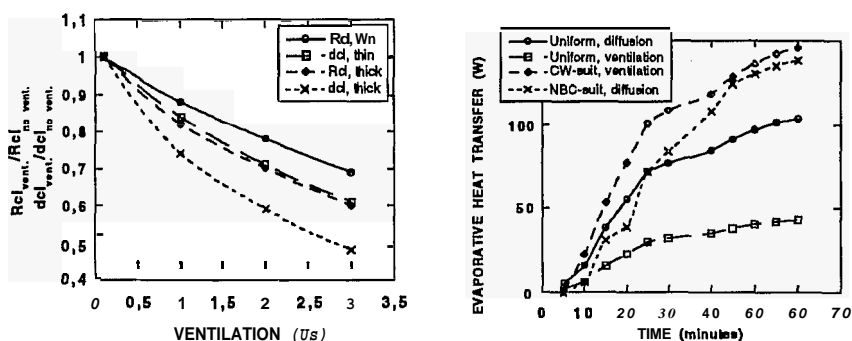 1,1
1
0,9
0,8
0,7
0,6
0,5
0,4
Rcl vent. /Rcl no vent.
dcl vent. /dcl no vent.
Rcl, Wn
dcl, thin
Rcl, thick
dcl, thick
0 0,5 1 1,5 2 2,5 3 3,5
VENTILATION (Us)
Uniform, diffusion
Uniform, ventilation
CW-suit, ventilation
NBC-suit, diffusion
EVAPORATIVE HEAT TRANSFER (W)
100
50
0
0 10 20 30 40 60 60 70
TIME (minutes)